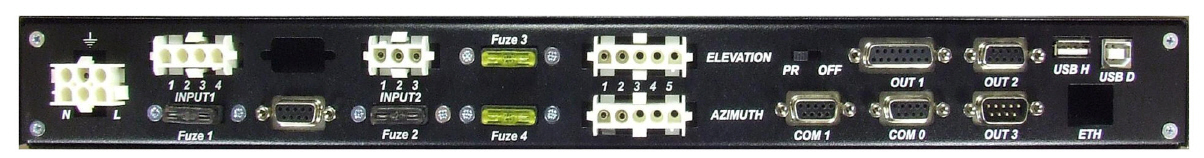 N L
1 2 3 4
INPUT1
Fuze 1
1 2 3
INPUT2
Fuze 2
Fuze 3
Fuze 4
ELEVATION
1 2 3 4 5
AZIMUTH
PR OFF
COM 1
OUT 1
COM 0
OUT 2
OUT 3
USB H
USB D
ETH